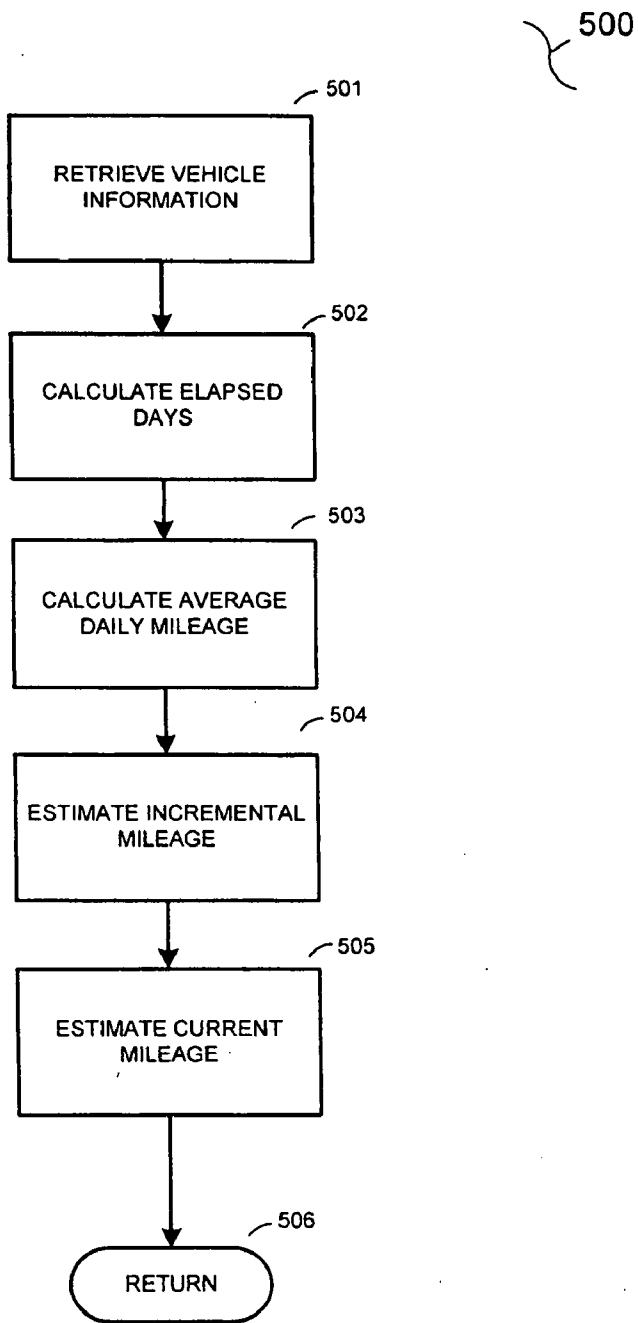 500
501
RETRIEVE VEHICLE
INFORMATION
502
CALCULATE ELAPSED
DAYS
503
CALCULATE AVERAGE
DAILY MILEAGE
504
ESTIMATE INCREMENTAL
MILEAGE
505
ESTIMATE CURRENT
MILEAGE
506
RETURN